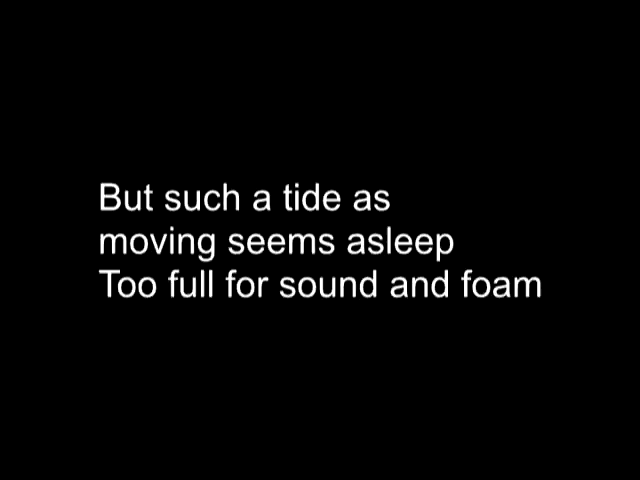 But such a tide as
moving seems asleep
Too full for sound and foam